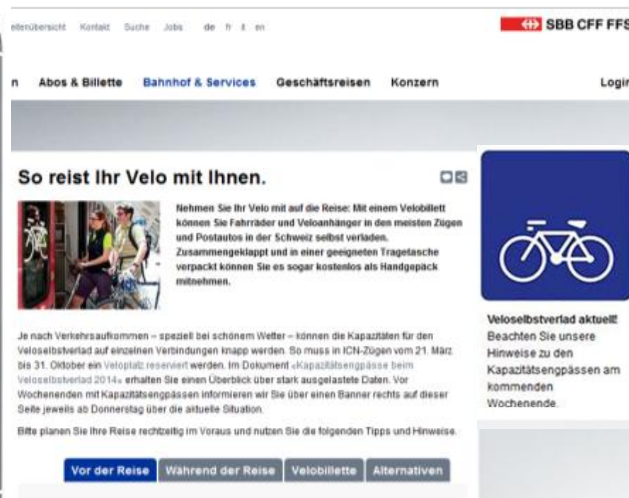 Kontakt Suche Jobs de fr it en
SBB CFF FFS
n Abos & Billette Bahnhof & Services Geschäftsreisen Konzern Login
So reist Ihr Velo mit Ihnen.
Nehmen Sie Ihr Velo mit auf die Reise: Mit einem Velobillett
können Sie Fahrräder und Veloanhänger in den meisten Zügen
und Postautos in der Schweiz selbst verladen.
Zusammengeklappt und in einer geeigneten Tragetasche
verpackt können Sie es sogar kostenlos als Handgepäck
mitnehmen.
Je nach Verkehrsaufkommen – speziell bei schönem Wetter – können die Kapazitäten für den
Veloselbstverlad auf einzelnen Verbindungen knapp werden. So muss in ICN-Zügen vom 21. März
bis 31. Oktober ein Veloplatz reserviert werden. Im Dokument «Kapazitätsengpässe beim
Veloselbstverlad 2014» erhalten Sie einen Überblick über stark ausgelastete Daten. Vor
Wochenenden mit Kapazitätsengpässen informieren wir Sie über einen Banner rechts auf dieser
Seite jeweils ab Donnerstag über die aktuelle Situation.
Bitte planen Sie Ihre Reise rechtzeitig im Voraus und nutzen Sie die folgenden Tipps und Hinweise.
Vor der Reise Während der Reise Velobillette Alternativen
Veloselbstverlad aktuell!
Beachten Sie unsere
Hinweise zu den
Kapazitätsengpässen am
kommenden
Wochenende.